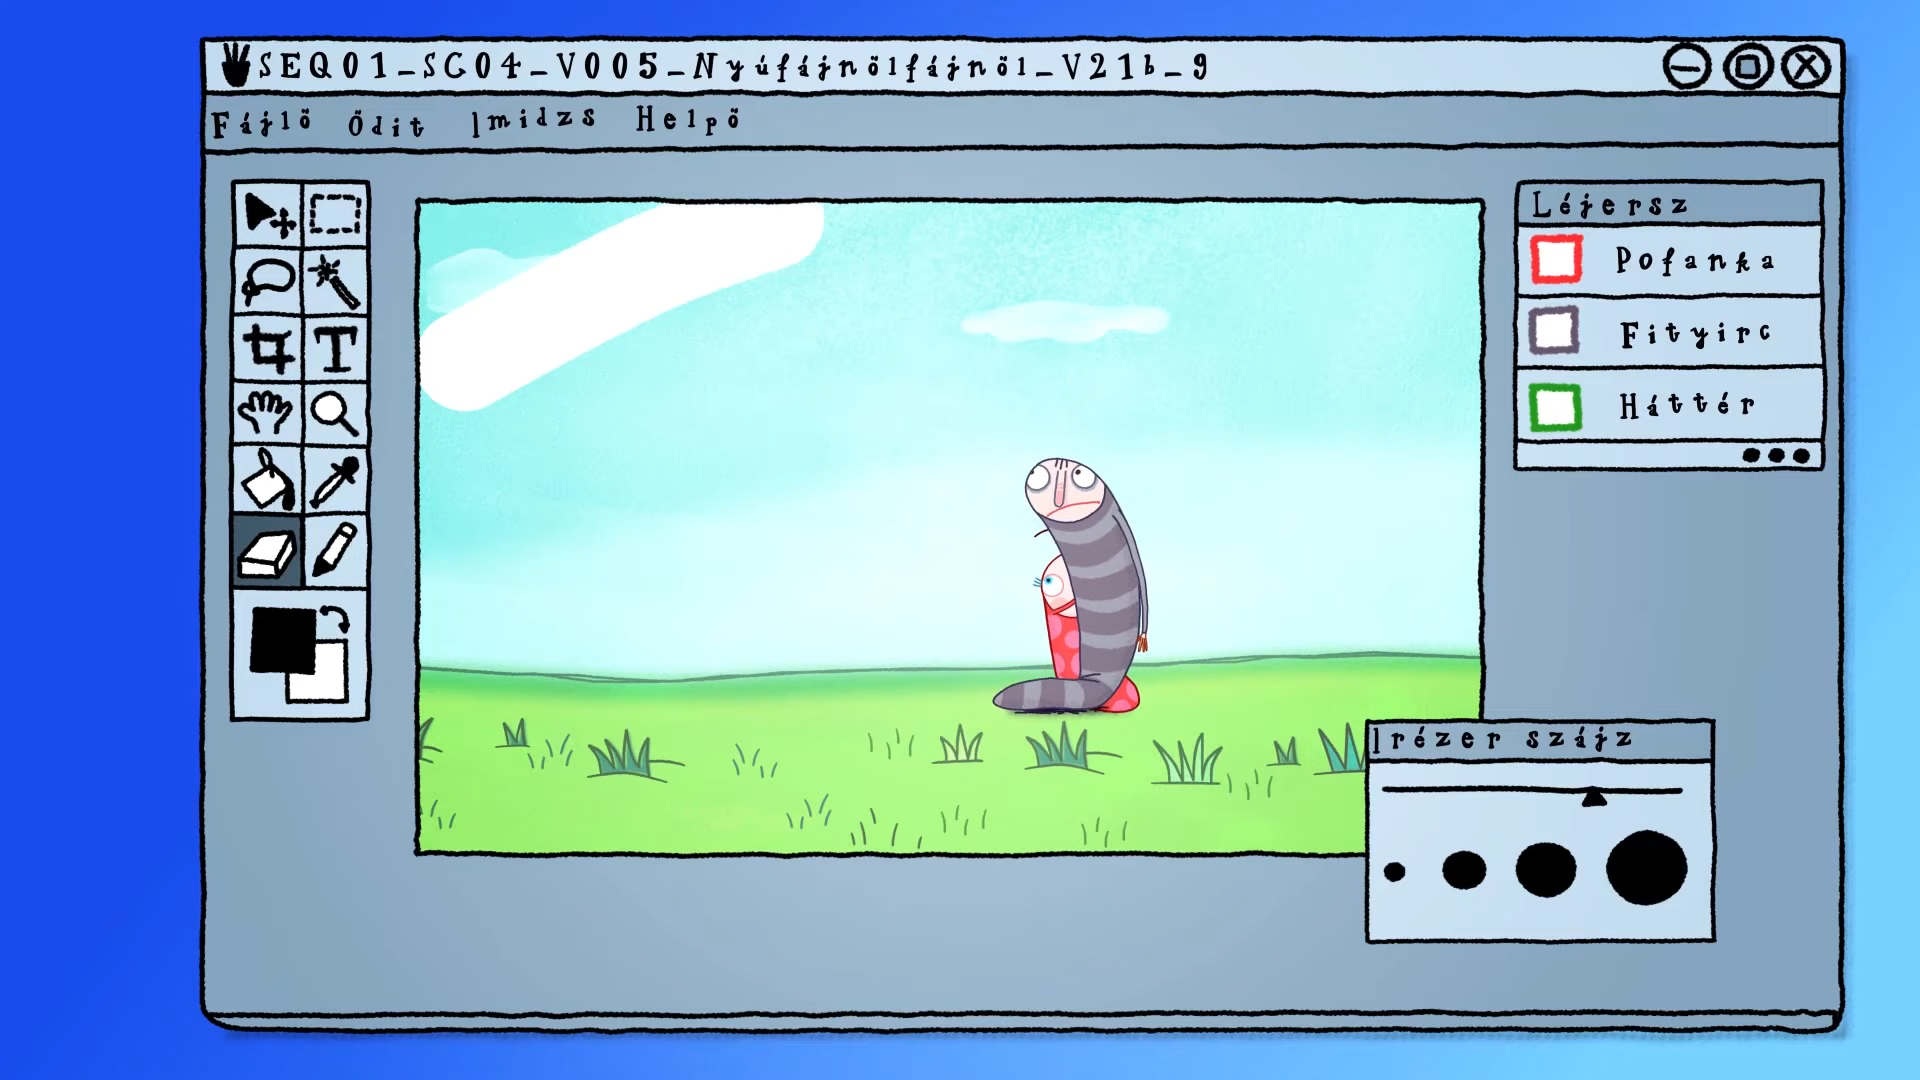 SEQ01_SC04_V005_Nyúfájnölfájnöl_V21b_9
Fájlö Ödit Imidzs Helpö
Léjersz
Pofanka
Fityirc
Háttér
T
Irézer szájz